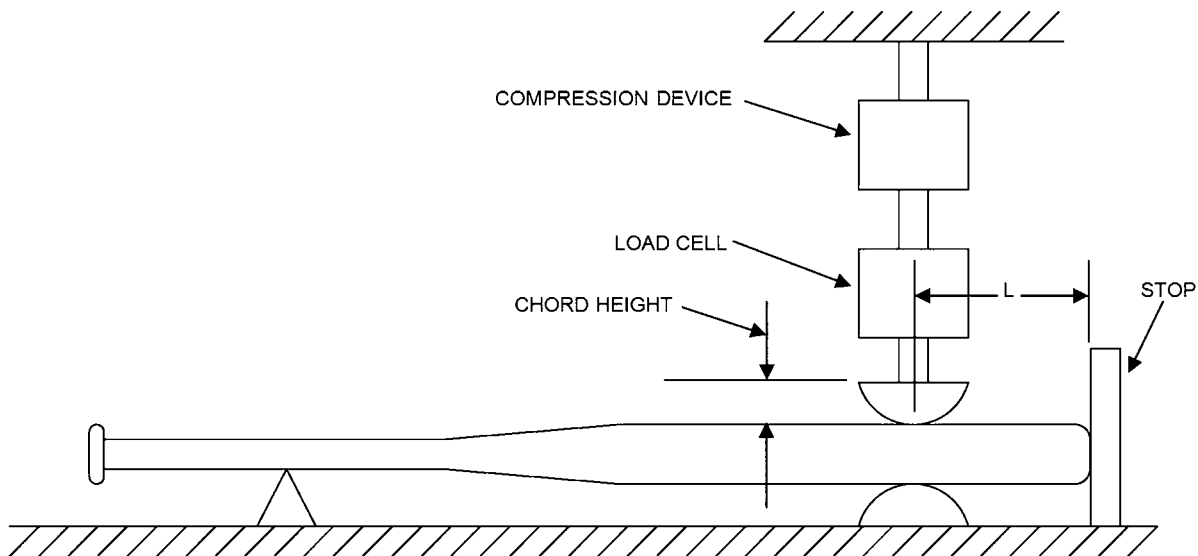 COMPRESSION DEVICE
LOAD CELL
L
STOP
CHORD HEIGHT